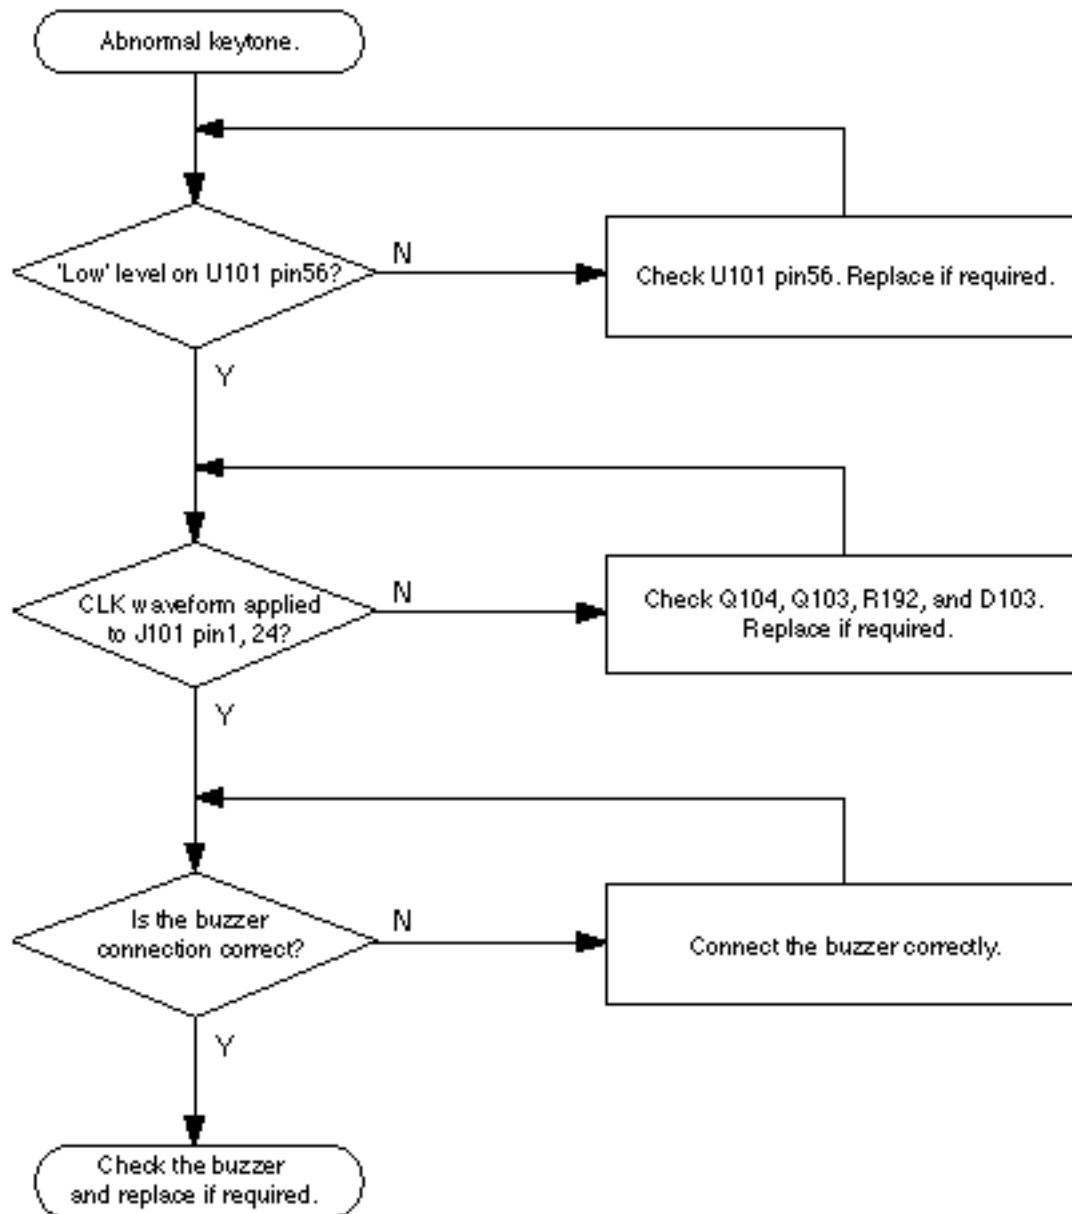 Abnormal keytone.
'Low' level on U101 pin56?
N
Check U101 pin56. Replace if required.
Y
CLK waveform applied
to J101 pin1, 24?
N
Check Q104, Q103, R192, and D103.
Replace if required.
Y
Is the buzzer
connection correct?
N
Connect the buzzer correctly.
Y
Check the buzzer
and replace if required.